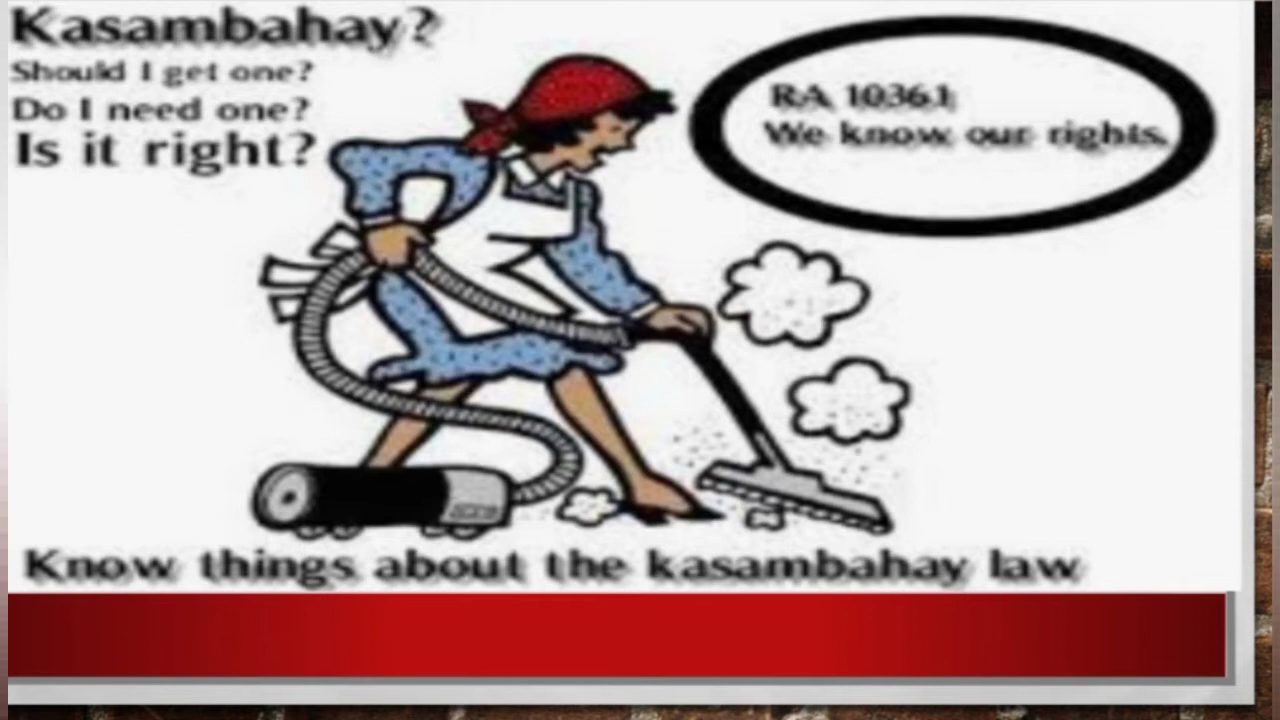 Kasambahay?
Should I get one?
Do I need one?
Is it right?
RA 10361;
We know our rights.
Know things about the kasambahay law